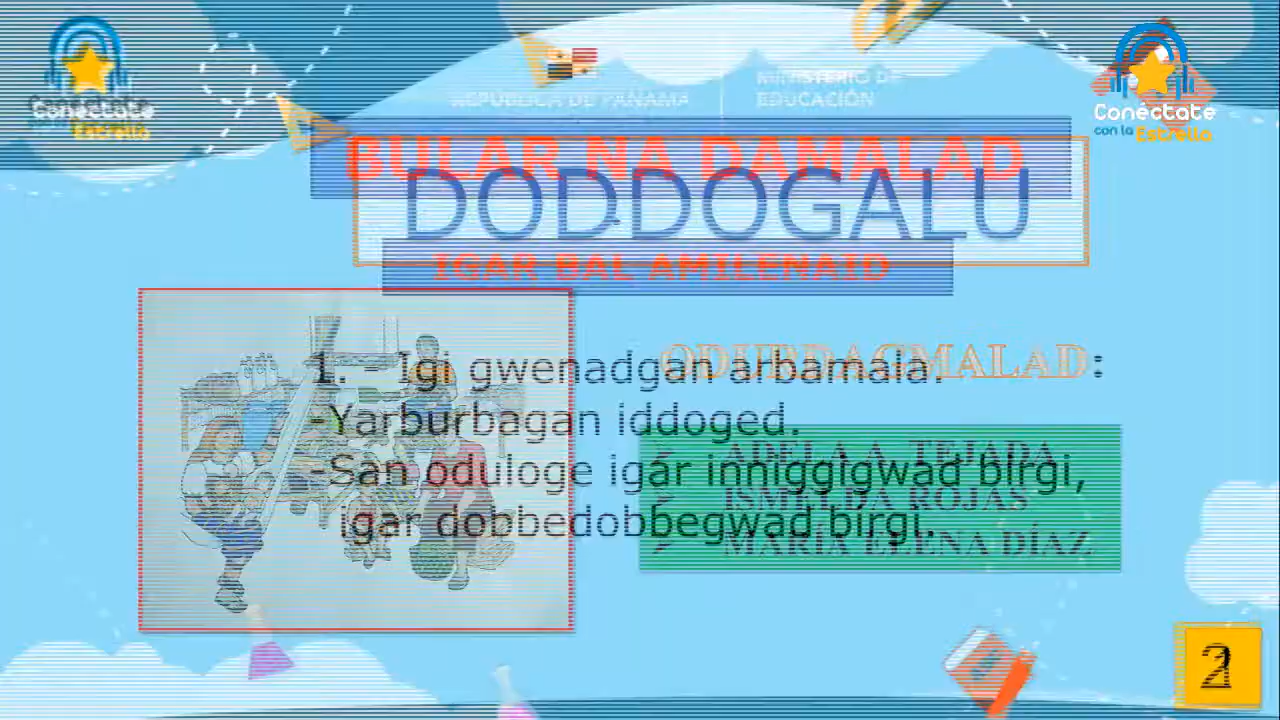 Conéctate
con la Estrella
REPÚBLICA DE PANAMÁ
MINISTERIO DE
EDUCACIÓN
Conéctate
con la Estrella
BULAR NA DAMALAD
DODDOGALU
IGAR BAL AMILENAID
ODURDAGMALAD:
1. - Igi gwenadgan arbamala.
-Yarburbagan iddoged.
-San oduloge igar inniggigwad birgi,
igar dobbedobbegwad birgi.
ADELA A. TEJADA
ISMELDA ROJAS
MARÍA ELENA DÍAZ